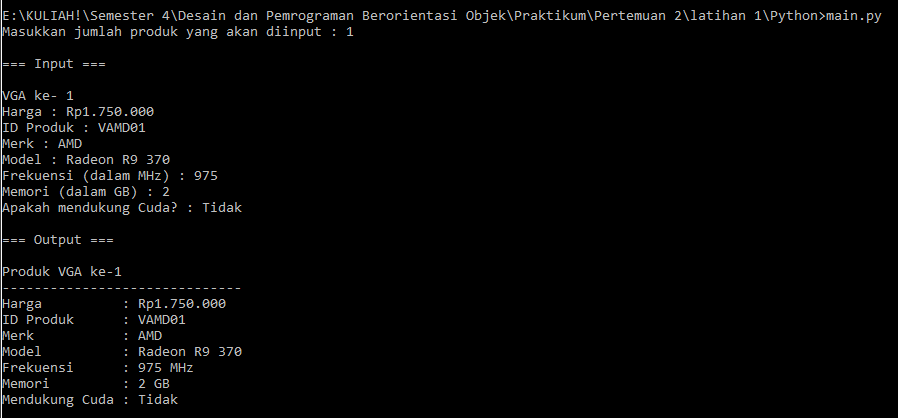 E:\KULIAH!\Semester 4\Desain dan Pemrograman Berorientasi Objek\Praktikum\Pertemuan 2\latihan 1\Python>main.py
Masukkan jumlah produk yang akan diinput : 1
=== Input ===
VGA ke- 1
Harga : Rp1.750.000
ID Produk : VAMD01
Merk : AMD
Model : Radeon R9 370
Frekuensi (dalam MHz) : 975
Memori (dalam GB) : 2
Apakah mendukung Cuda? : Tidak
=== Output ===
Produk VGA ke-1
------------------------------
Harga          : Rp1.750.000
ID Produk      : VAMD01
Merk           : AMD
Model          : Radeon R9 370
Frekuensi      : 975 MHz
Memori         : 2 GB
Mendukung Cuda : Tidak